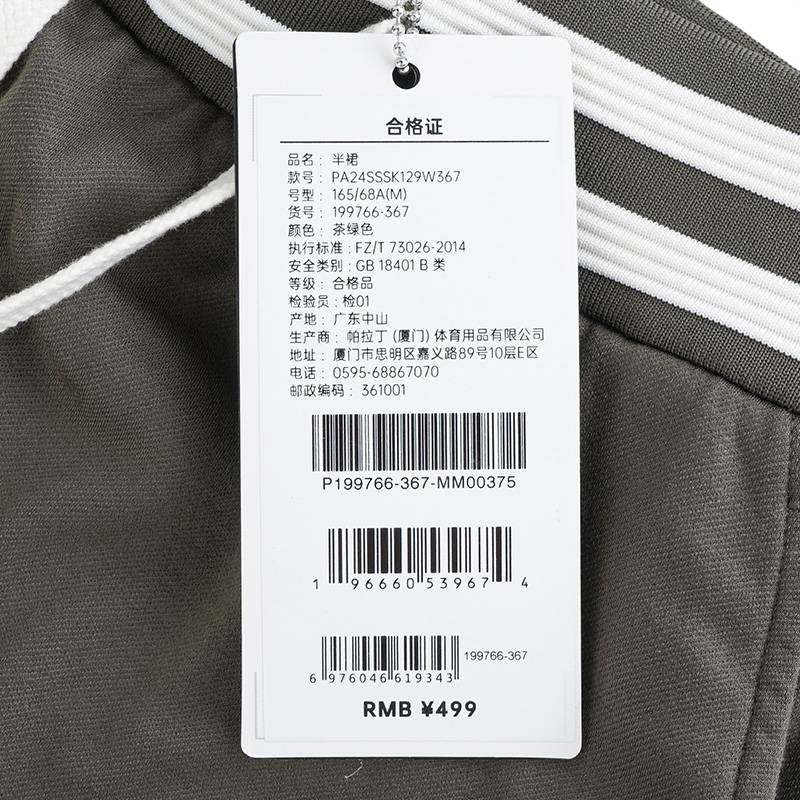 合格证
品名：半裙
款号：PA24SSSK129W367
号型：165/68A(M)
货号：199766-367
颜色：茶绿色
执行标准：FZ/T 73026-2014
安全类别：GB 18401 B 类
等级：合格品
检验员：检01
产地：广东中山
生产商：帕拉丁 (厦门) 体育用品有限公司
地址：厦门市思明区嘉义路89号10层E区
电话：0595-68867070
邮政编码：361001
P199766-367-MM00375
1 96660 53967 4
199766-367
6 976046 619343
RMB ¥499